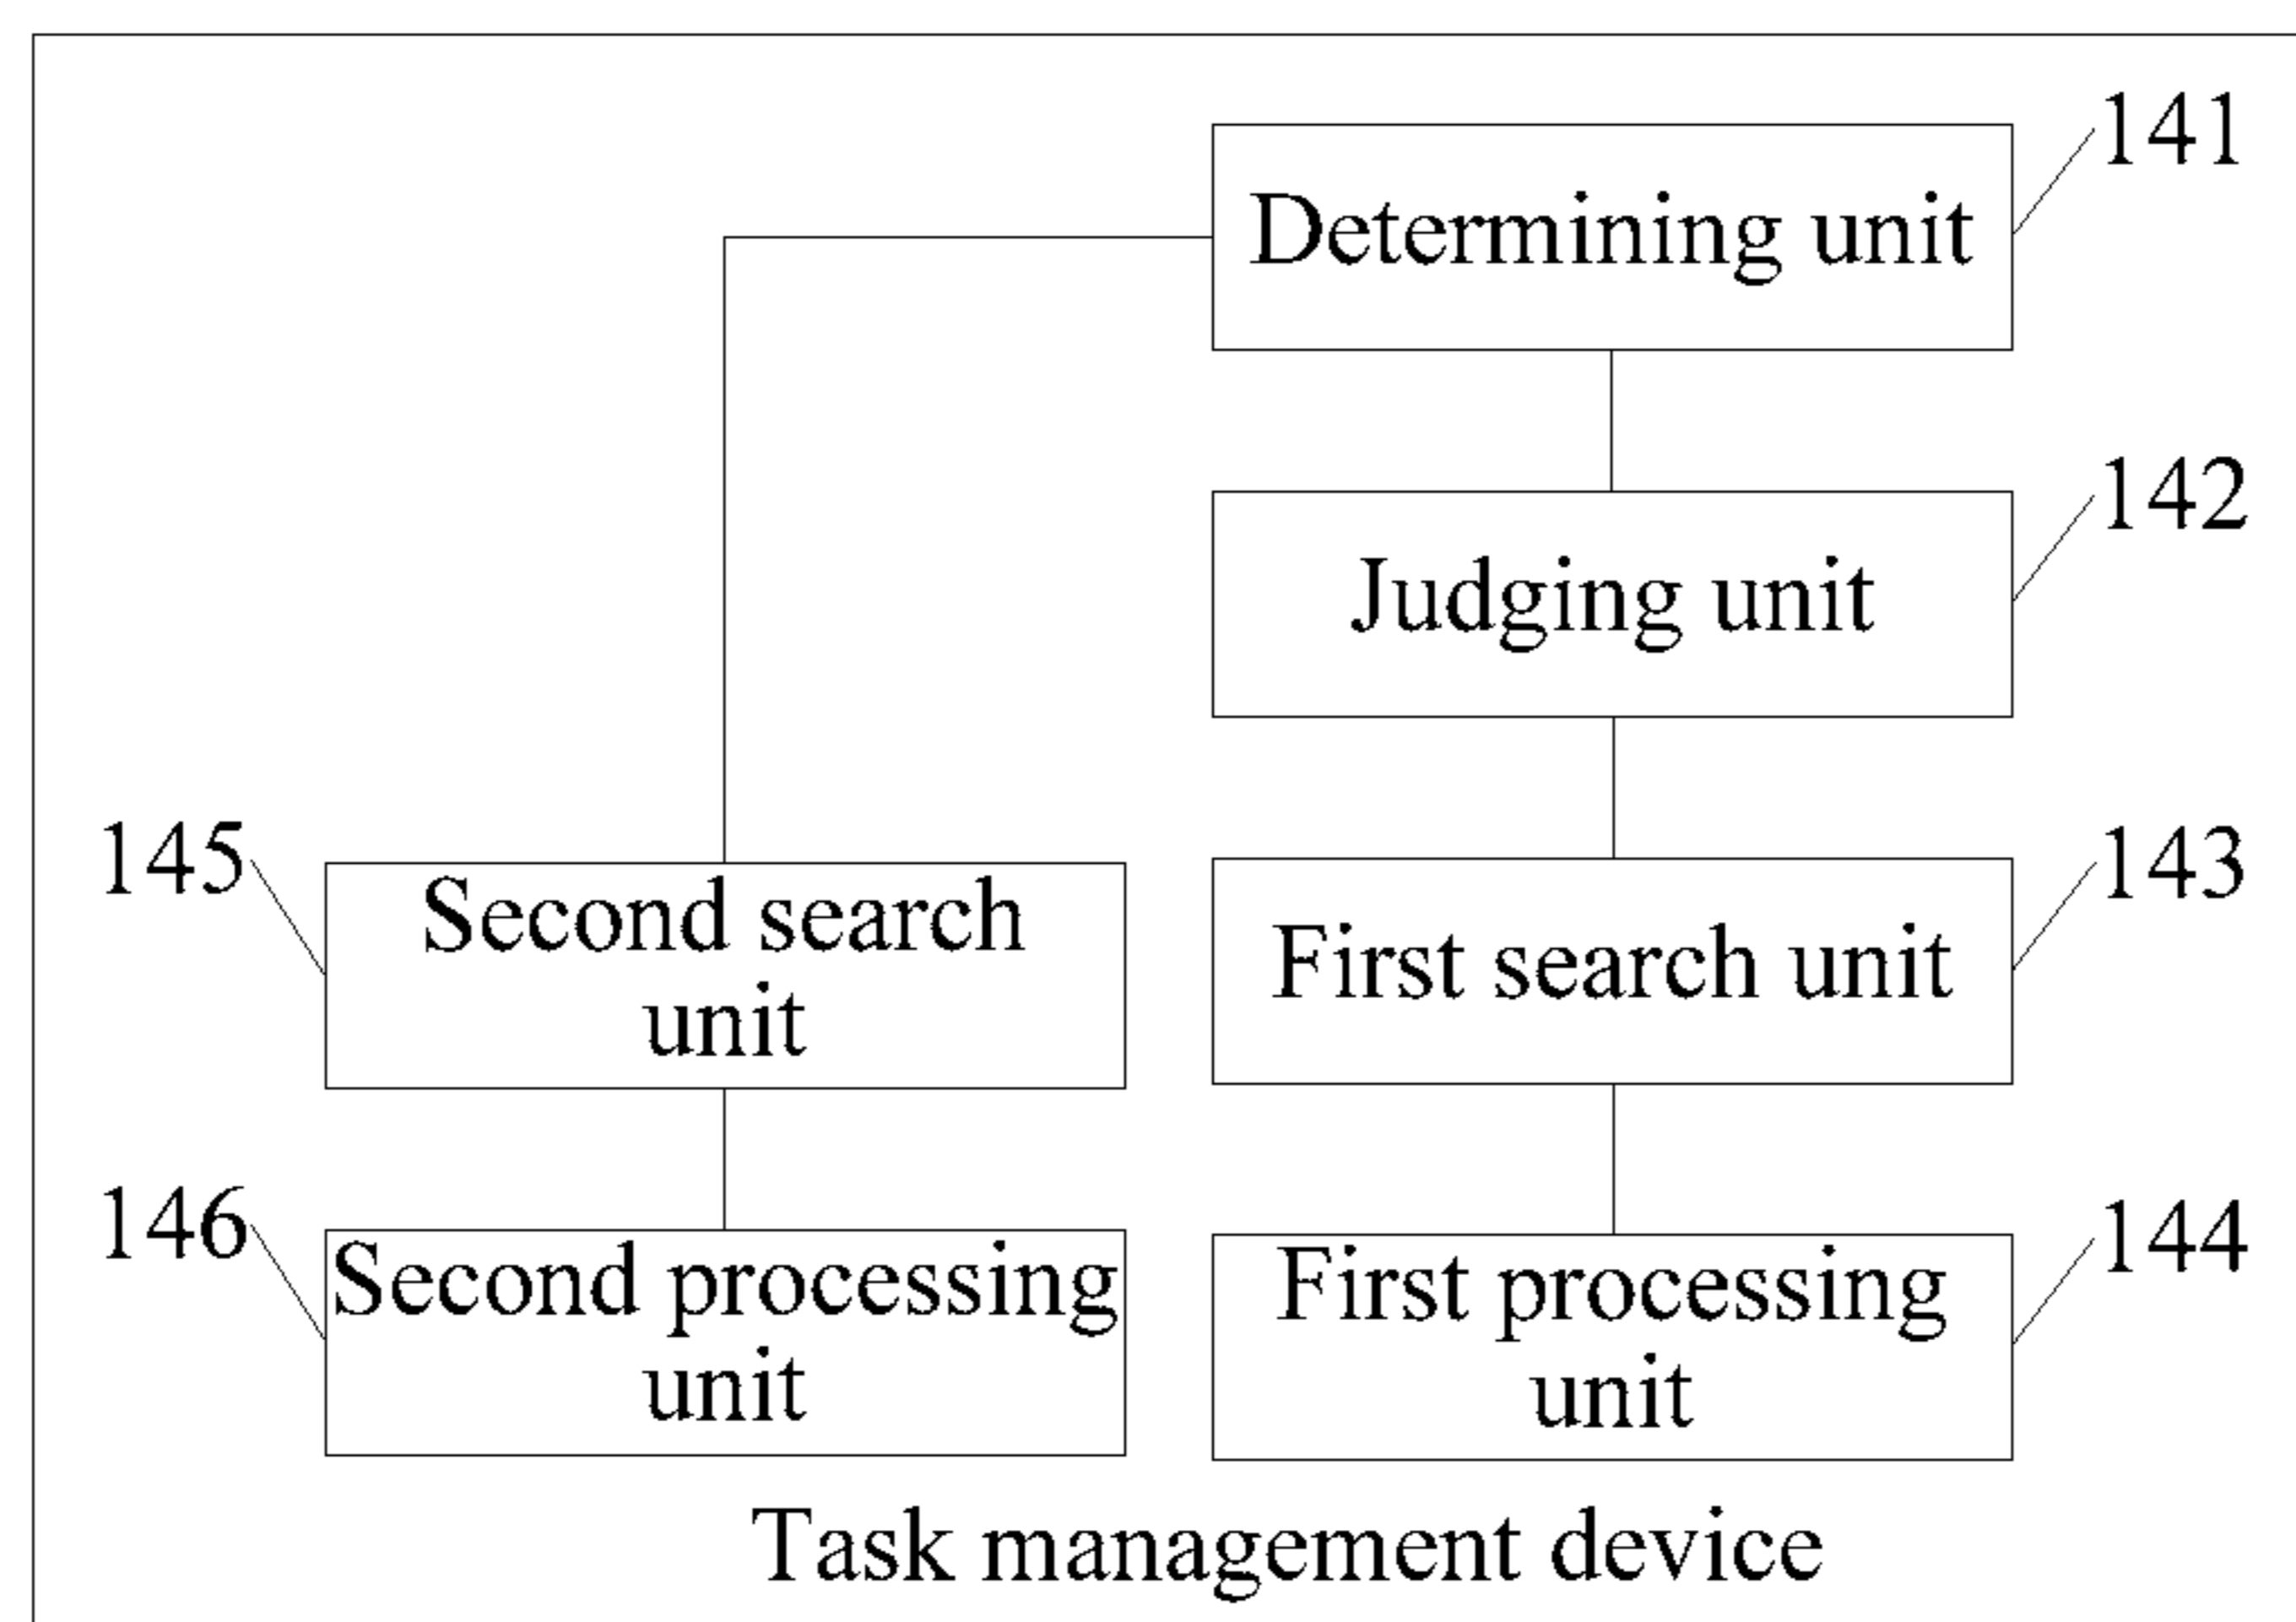 141
Determining unit
142
Judging unit
145
Second search
unit
143
First search unit
146
Second processing
unit
144
First processing
unit
Task management device